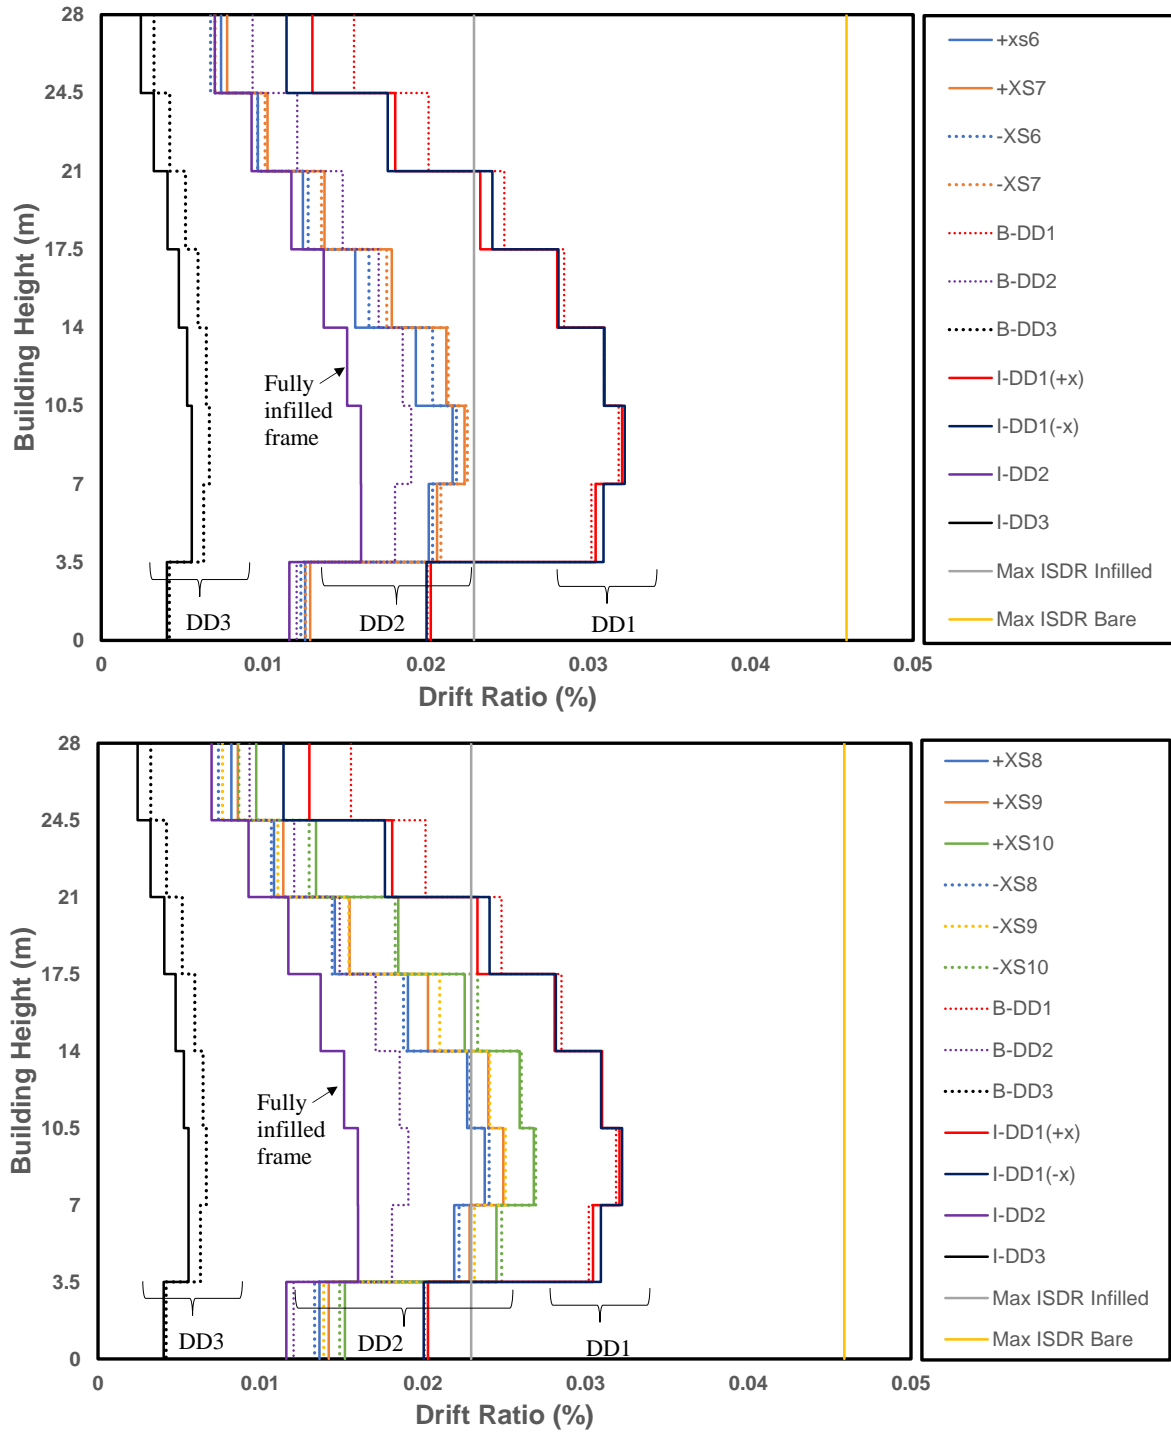 28
24.5
21
17.5
14
10.5
7
3.5
0
Building Height (m)
Fully
infilled
frame
DD3
DD2
DD1
0
0.01
0.02
0.03
0.04
0.05
Drift Ratio (%)
+xs6
+XS7
-XS6
-XS7
B-DD1
B-DD2
B-DD3
I-DD1(+x)
I-DD1(-x)
I-DD2
I-DD3
Max ISDR Infilled
Max ISDR Bare
28
24.5
21
17.5
14
10.5
7
3.5
0
Building Height (m)
Fully
infilled
frame
DD3
DD2
DD1
0
0.01
0.02
0.03
0.04
0.05
Drift Ratio (%)
+XS8
+XS9
+XS10
-XS8
-XS9
-XS10
B-DD1
B-DD2
B-DD3
I-DD1(+x)
I-DD1(-x)
I-DD2
I-DD3
Max ISDR Infilled
Max ISDR Bare